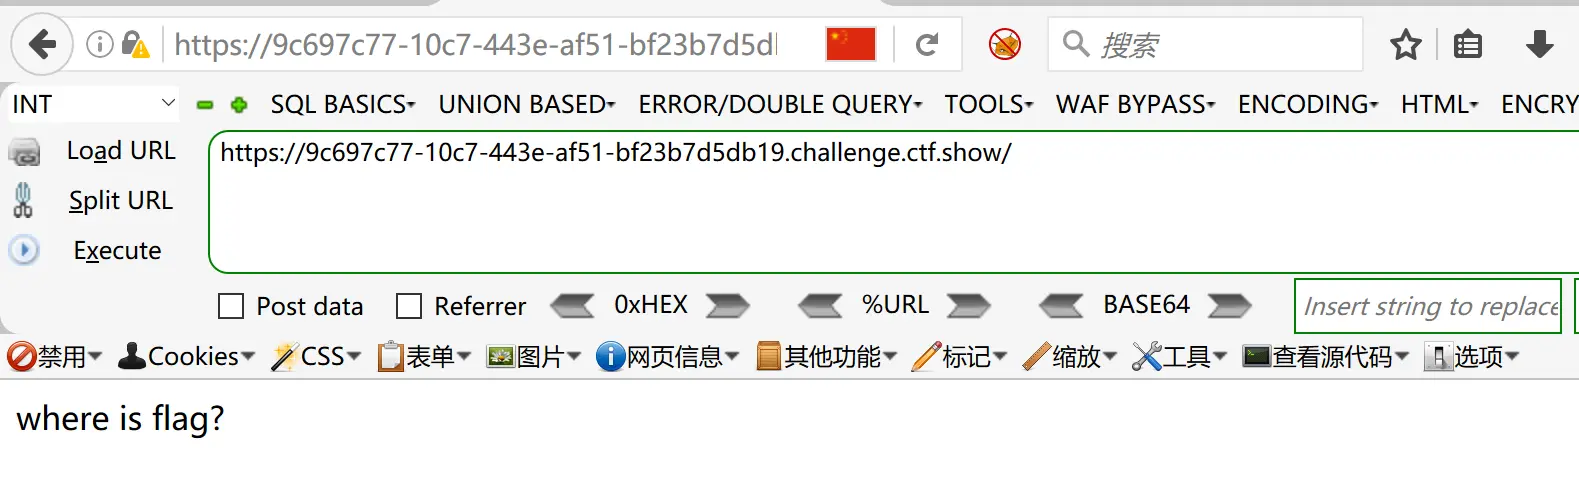 https://9c697c77-10c7-443e-af51-bf23b7d5d
搜索
INT SQL BASICS UNION BASED ERROR/DOUBLE QUERY TOOLS WAF BYPASS ENCODING HTML ENCRY
Load URL https://9c697c77-10c7-443e-af51-bf23b7d5db19.challenge.ctf.show/
Split URL
Execute
Post data Referrer 0xHEX %URL BASE64 Insert string to replace
禁用 Cookies CSS 表单 图片 网页信息 其他功能 标记 缩放 工具 查看源代码 选项
where is flag?